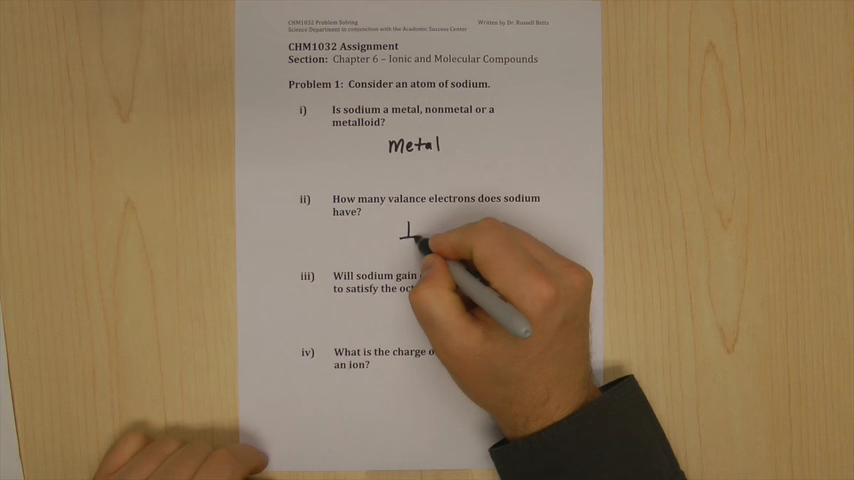 CHM1032 Problem Solving Written by Dr. Russell Betts
Science Department in conjunction with the Academic Success Center
CHM1032 Assignment
Section: Chapter 6 – Ionic and Molecular Compounds
Problem 1: Consider an atom of sodium.
i) Is sodium a metal, nonmetal or a
metalloid?
Metal
ii) How many valance electrons does sodium
have?
1
iii) Will sodium gain
to satisfy the
iv) What is the charge
an ion?